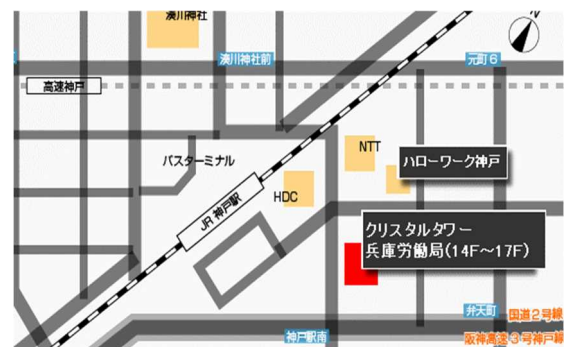 湊川神社
N
湊川神社前
元町6
高速神戸
NTT
ハローワーク神戸
バスターミナル
HDC
JR 神戸駅
クリスタルタワー
兵庫労働局(14F～17F)
弁天町
国道2号線
神戸駅南
阪神高速3号神戸線